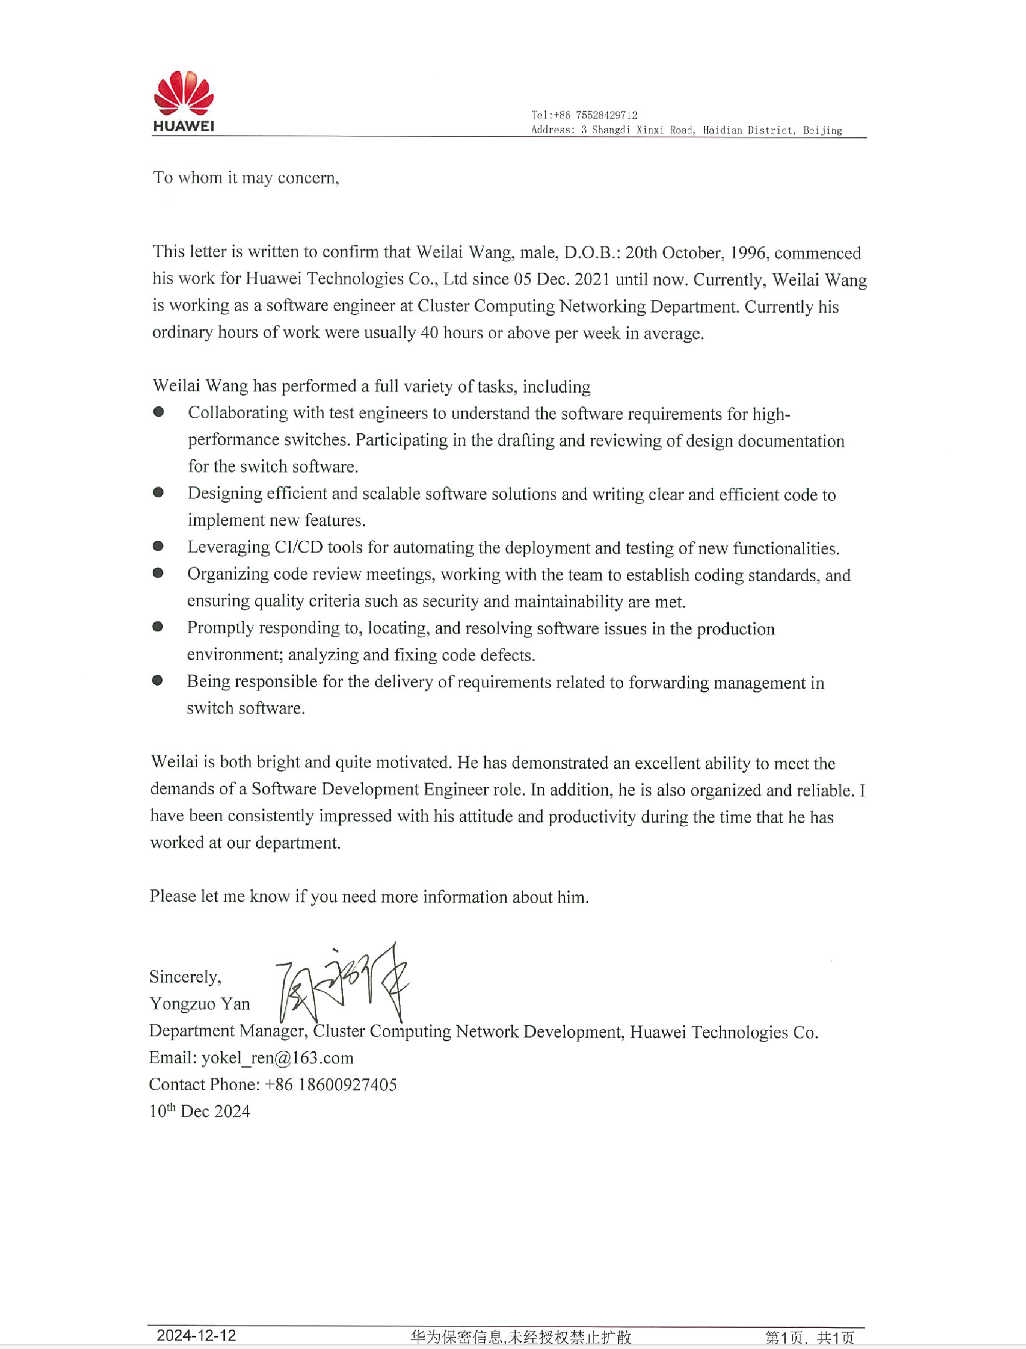 HUAWEI
Tel:+86 75528429712
Address: 3 Shangdi Xinxi Road, Haidian District, Beijing
To whom it may concern,
This letter is written to confirm that Weilai Wang, male, D.O.B.: 20th October, 1996, commenced
his work for Huawei Technologies Co., Ltd since 05 Dec. 2021 until now. Currently, Weilai Wang
is working as a software engineer at Cluster Computing Networking Department. Currently his
ordinary hours of work were usually 40 hours or above per week in average.
Weilai Wang has performed a full variety of tasks, including
● Collaborating with test engineers to understand the software requirements for high-
performance switches. Participating in the drafting and reviewing of design documentation
for the switch software.
● Designing efficient and scalable software solutions and writing clear and efficient code to
implement new features.
● Leveraging CI/CD tools for automating the deployment and testing of new functionalities.
● Organizing code review meetings, working with the team to establish coding standards, and
ensuring quality criteria such as security and maintainability are met.
● Promptly responding to, locating, and resolving software issues in the production
environment; analyzing and fixing code defects.
● Being responsible for the delivery of requirements related to forwarding management in
switch software.
Weilai is both bright and quite motivated. He has demonstrated an excellent ability to meet the
demands of a Software Development Engineer role. In addition, he is also organized and reliable. I
have been consistently impressed with his attitude and productivity during the time that he has
worked at our department.
Please let me know if you need more information about him.
Sincerely,
Yongzuo Yan
Department Manager, Cluster Computing Network Development, Huawei Technologies Co.
Email: yokel_ren@163.com
Contact Phone: +86 18600927405
10th Dec 2024
2024-12-12 华为保密信息,未经授权禁止扩散 第1页, 共1页